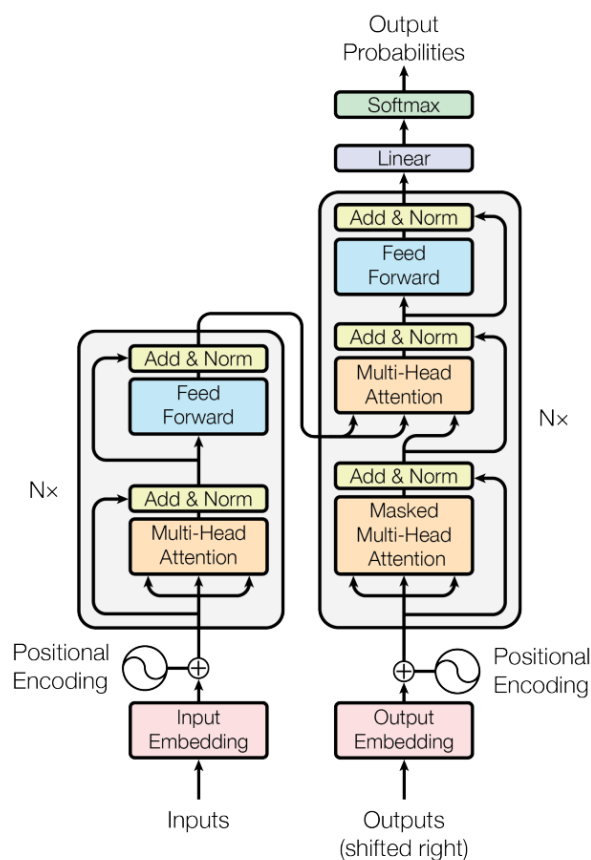 Output
Probabilities
Softmax
Linear
Add & Norm
Feed
Forward
Add & Norm
Multi-Head
Attention
Add & Norm
Masked
Multi-Head
Attention
N×
Add & Norm
Feed
Forward
N×
Add & Norm
Multi-Head
Attention
Positional
Encoding
Positional
Encoding
Input
Embedding
Output
Embedding
Inputs
Outputs
(shifted right)